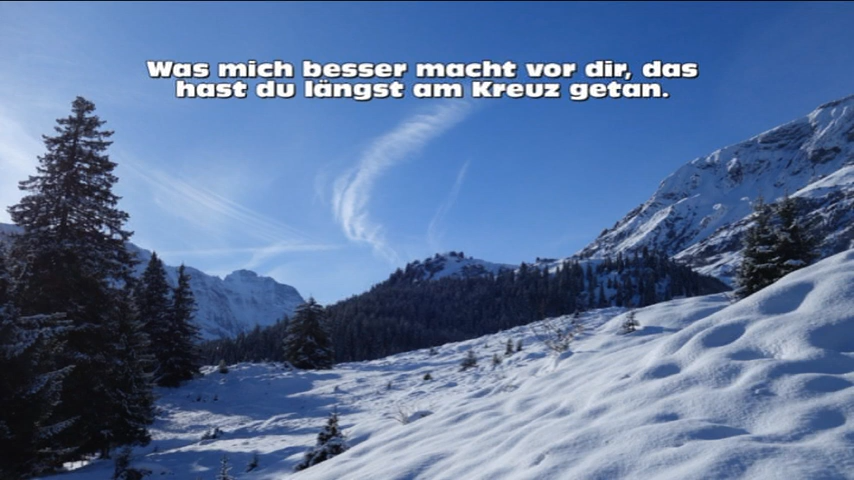 Was mich besser macht vor dir, das
hast du längst am Kreuz getan.